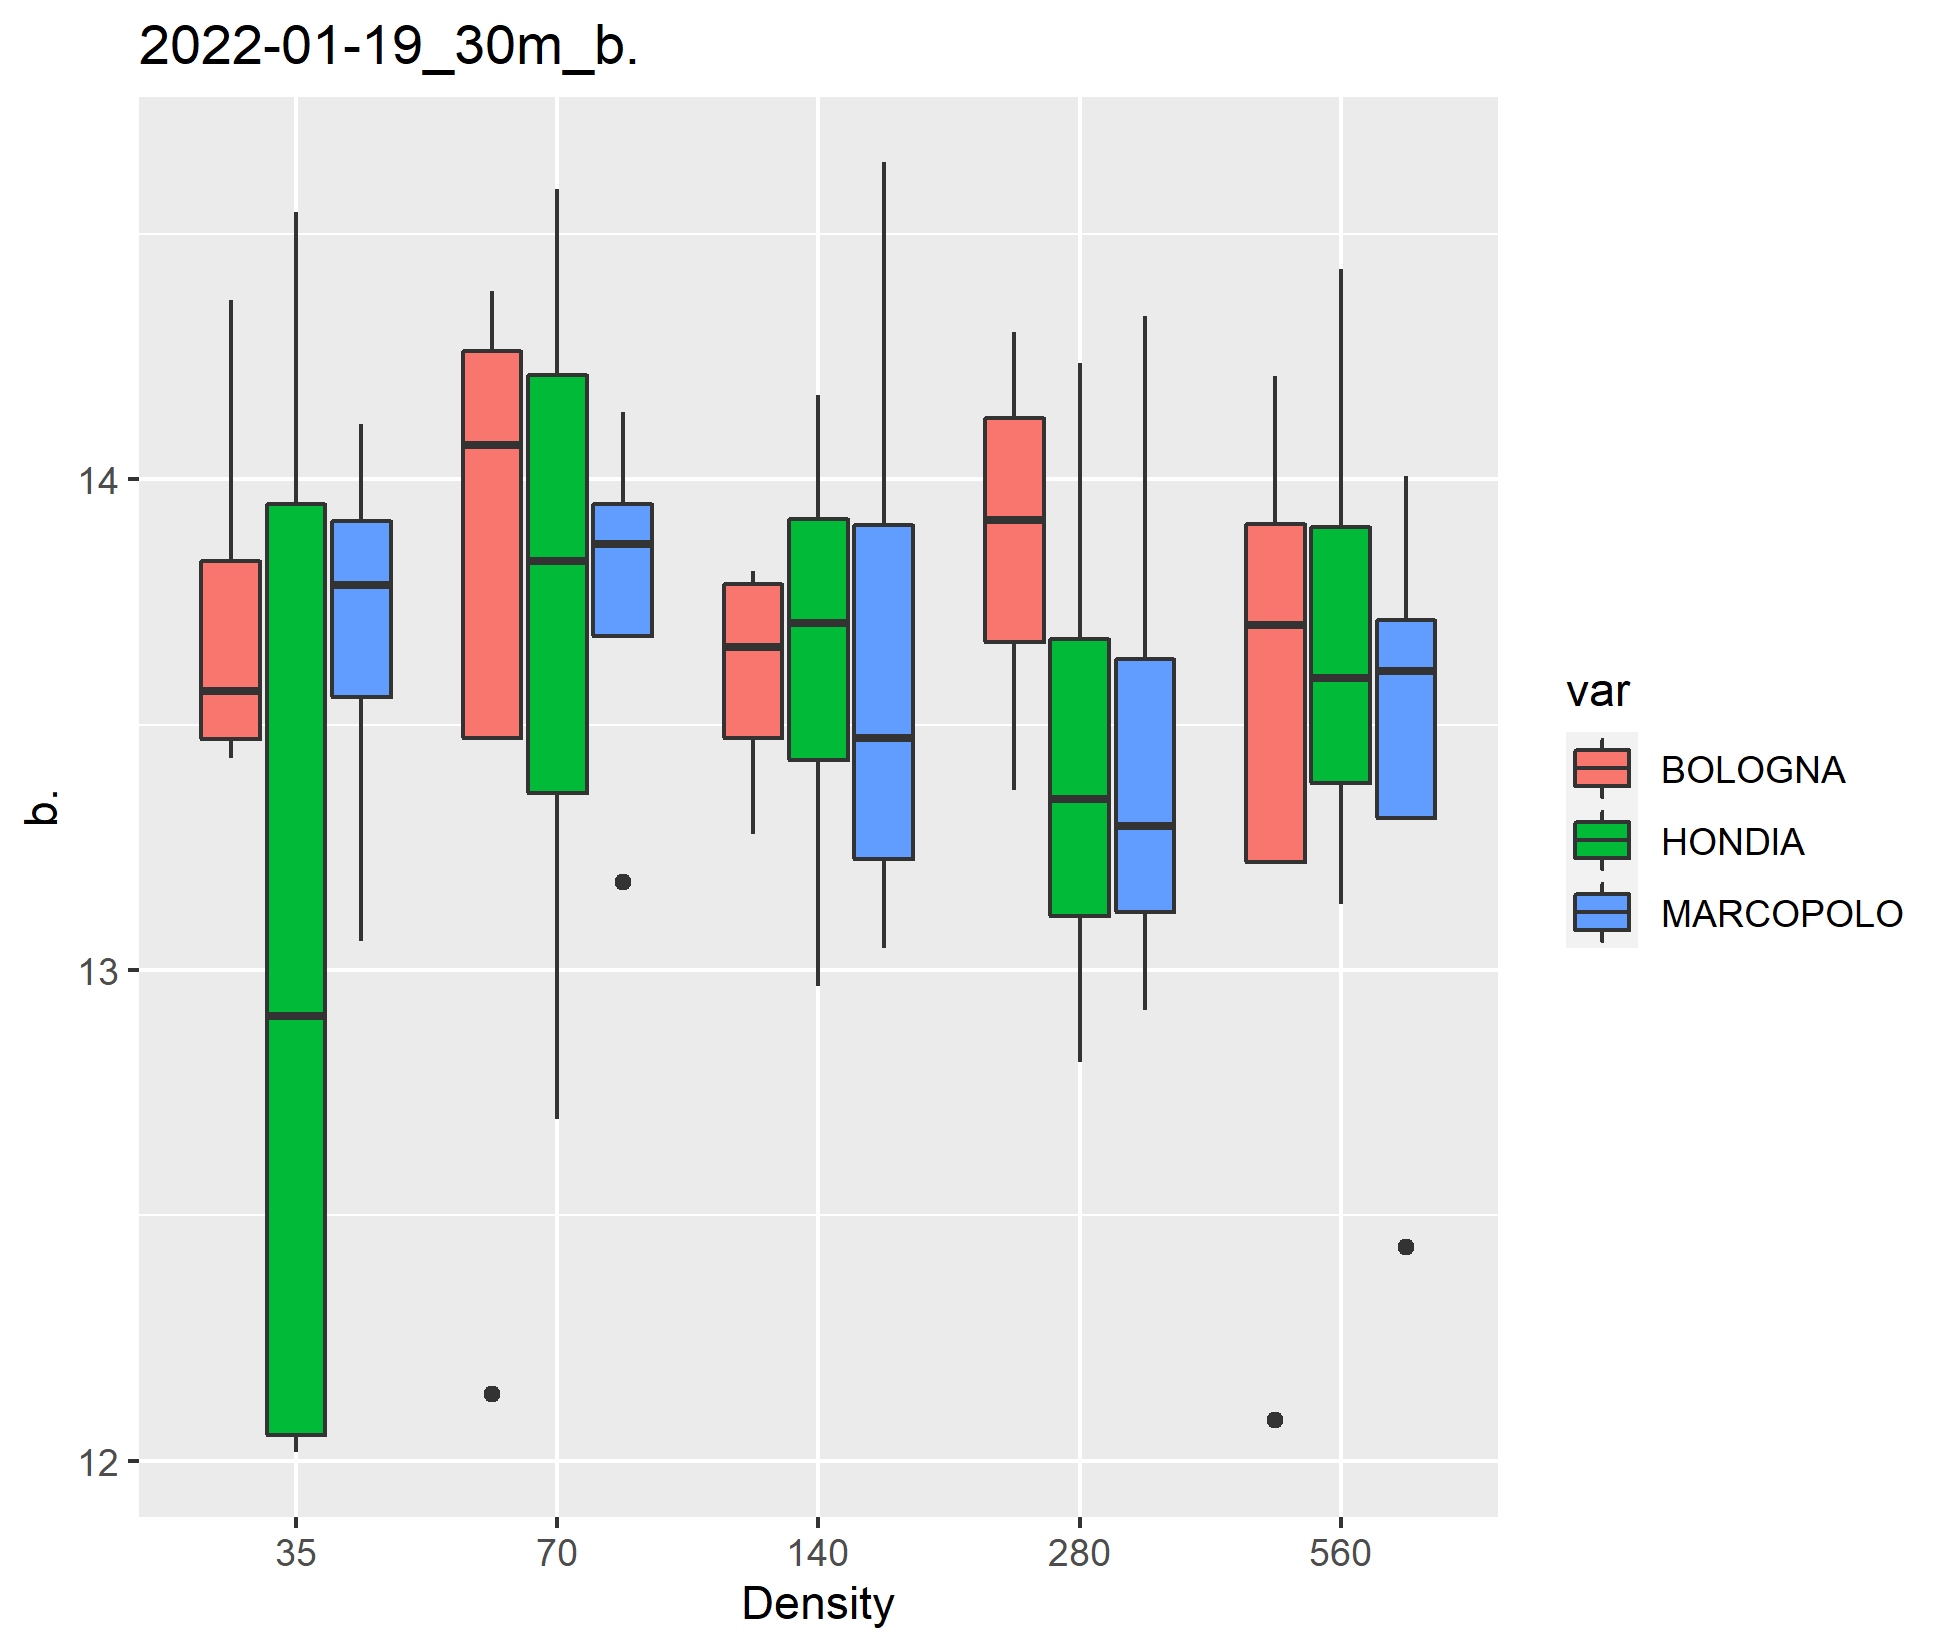 2022-01-19_30m_b.
b.
14
13
12
35 70 140 280 560
Density
var
BOLOGNA
HONDIA
MARCOPOLO